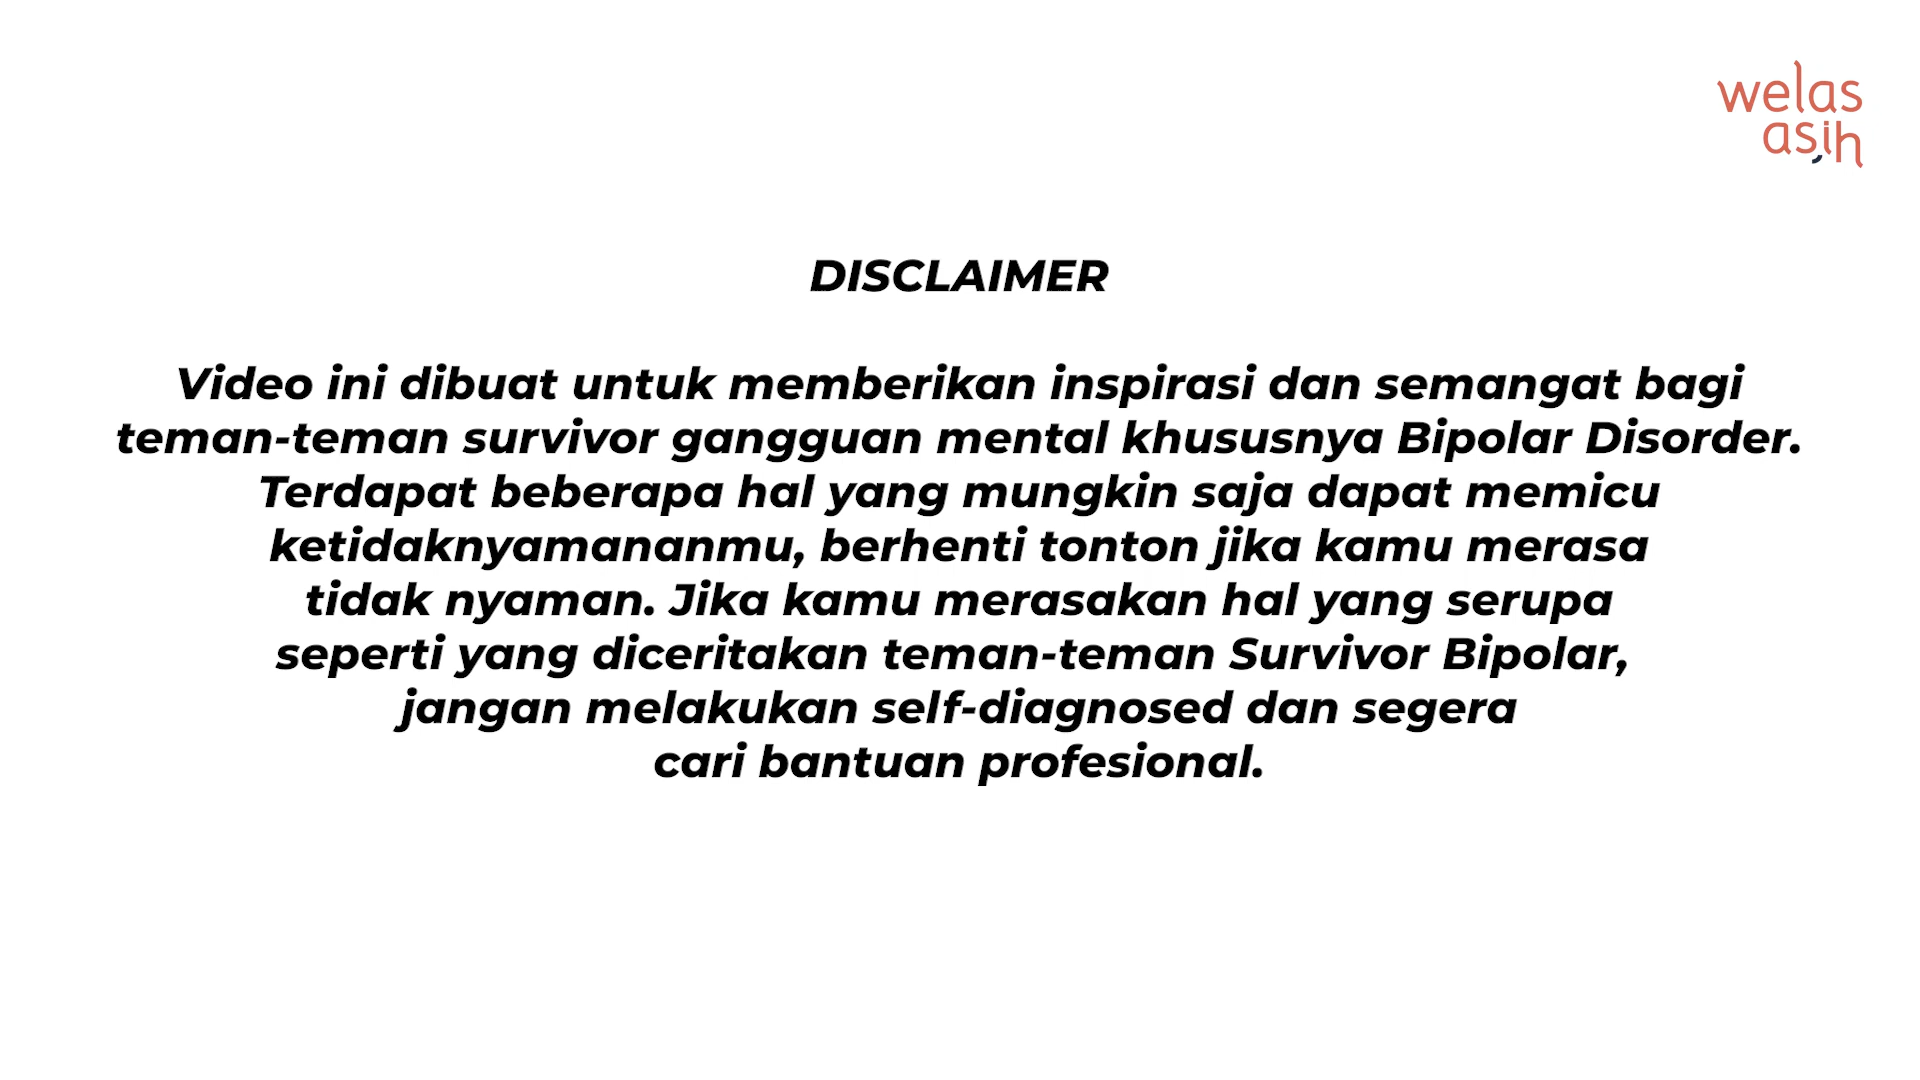 welas
asih
DISCLAIMER
Video ini dibuat untuk memberikan inspirasi dan semangat bagi
teman-teman survivor gangguan mental khususnya Bipolar Disorder.
Terdapat beberapa hal yang mungkin saja dapat memicu
ketidaknyamananmu, berhenti tonton jika kamu merasa
tidak nyaman. Jika kamu merasakan hal yang serupa
seperti yang diceritakan teman-teman Survivor Bipolar,
jangan melakukan self-diagnosed dan segera
cari bantuan profesional.